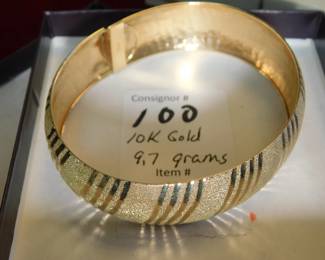 Consignor #
100
10K Gold
9.7 grams
Item #